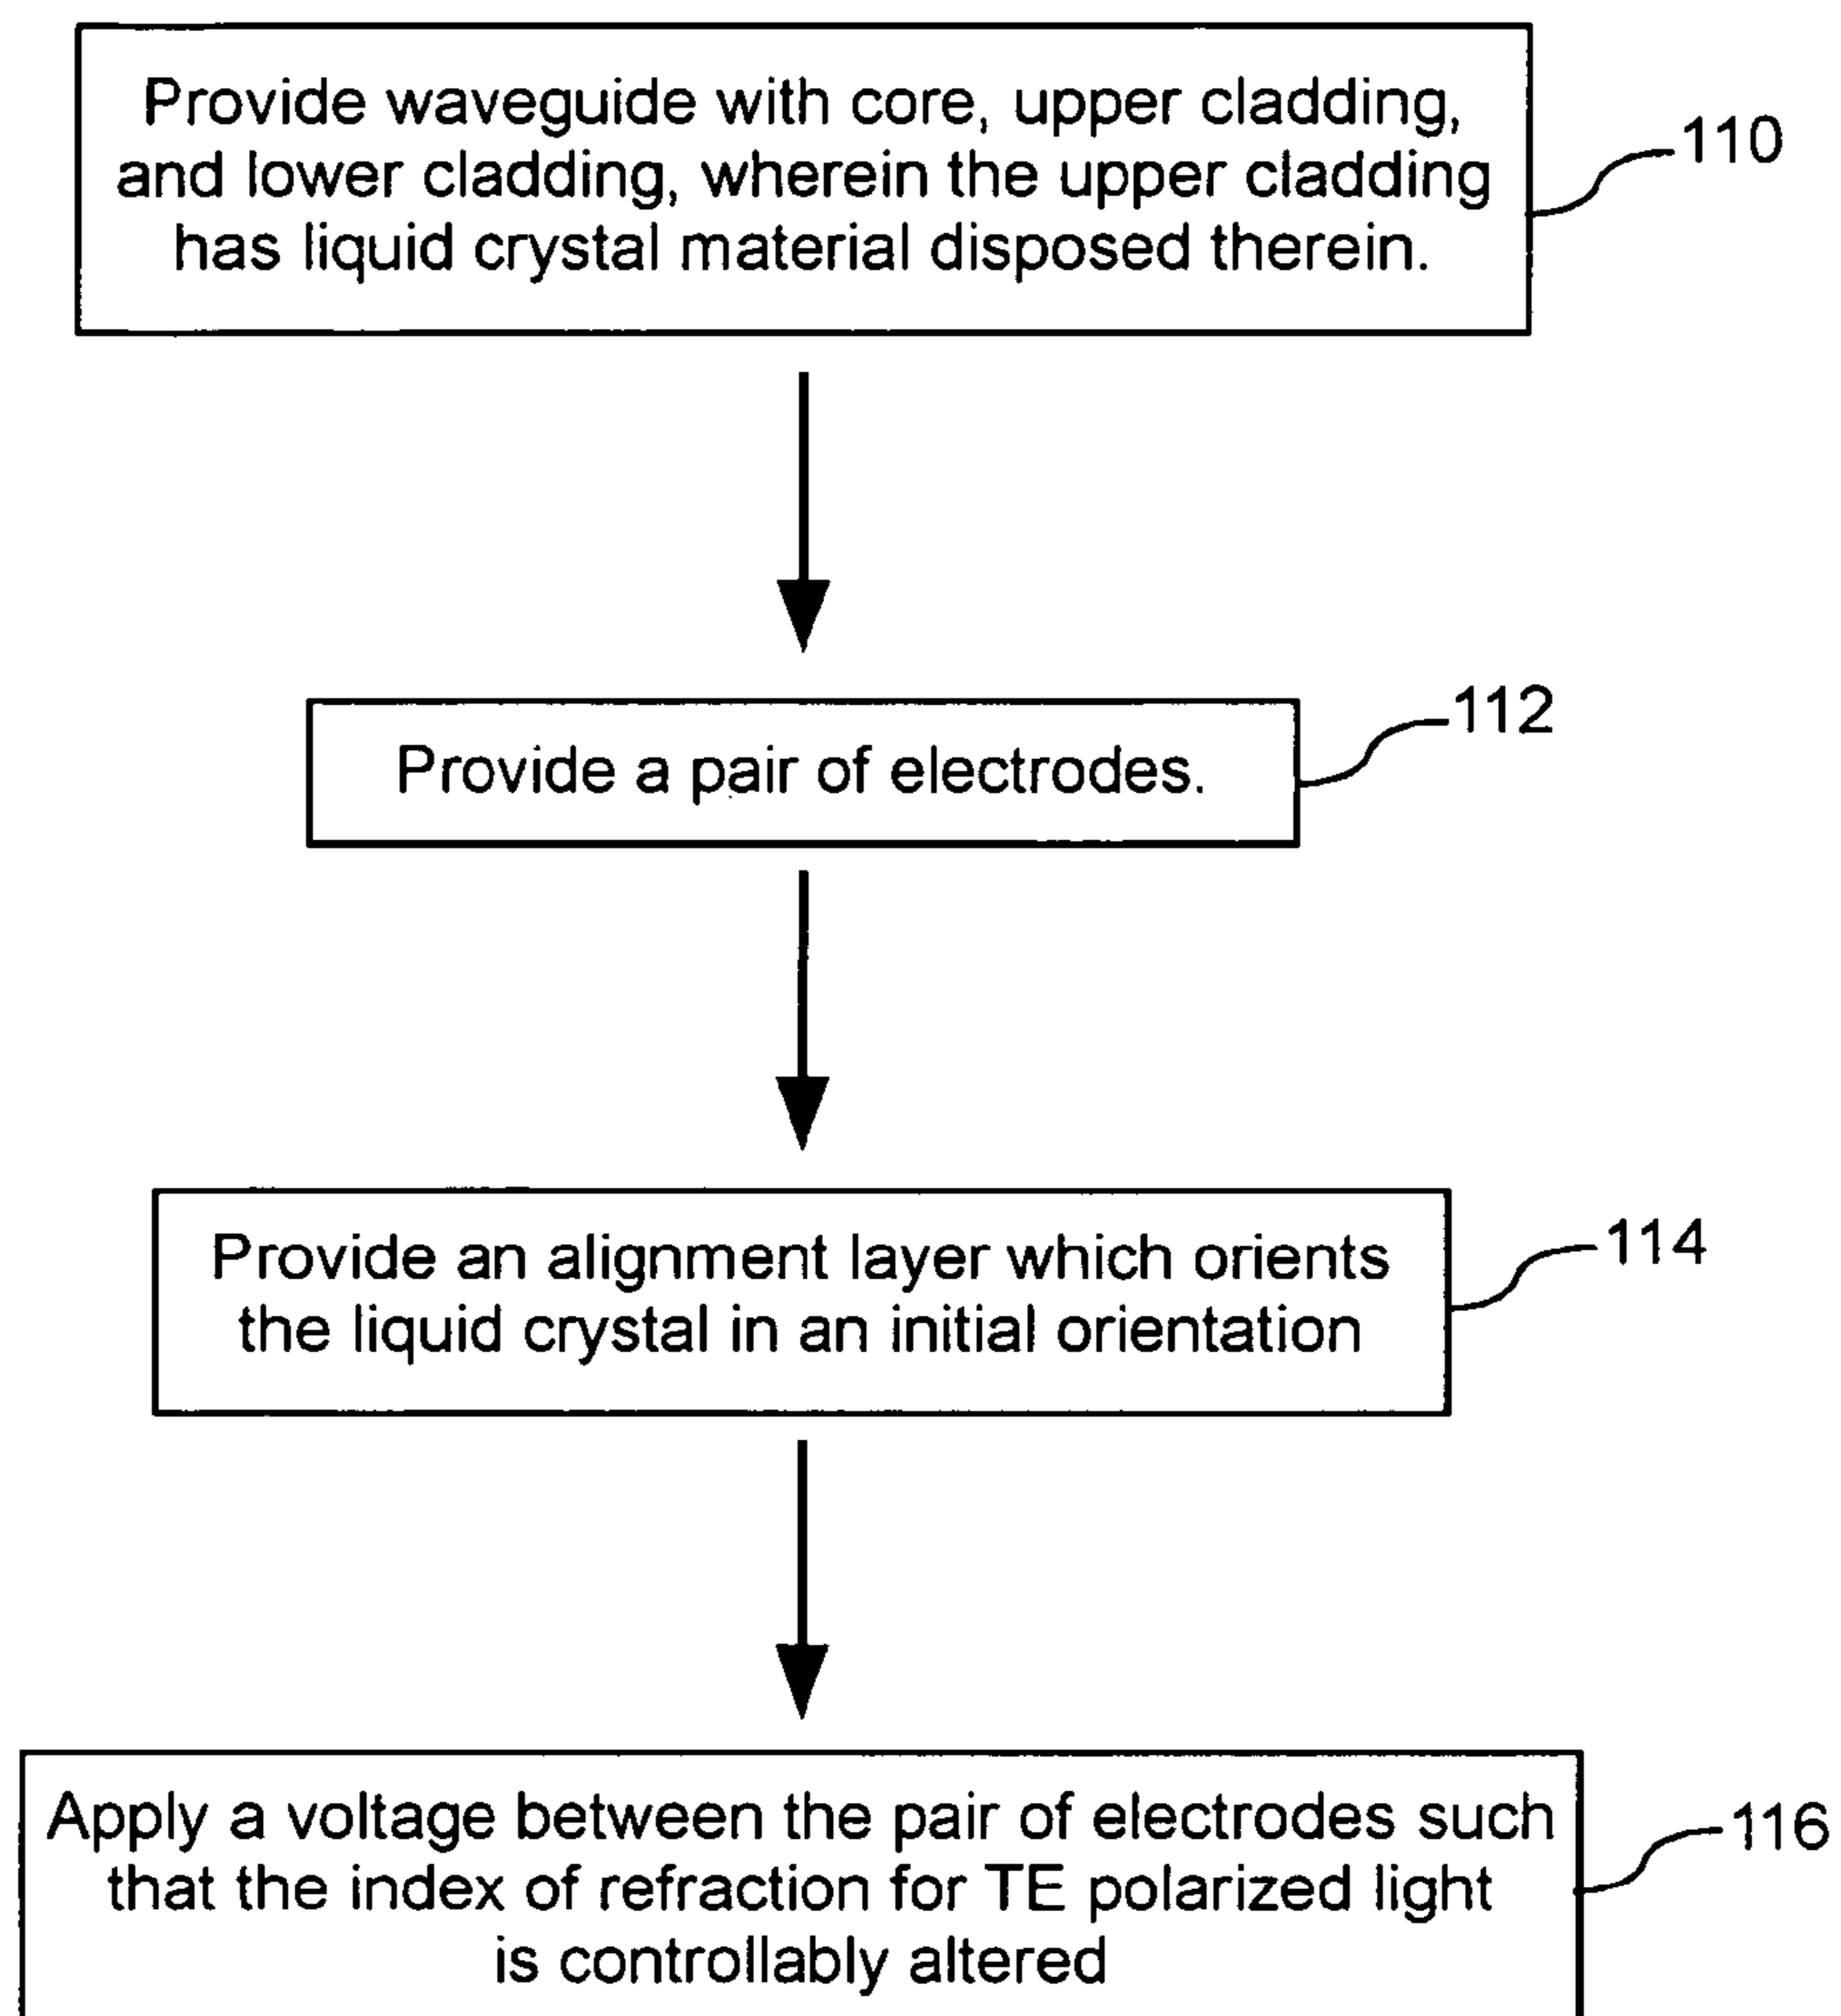 Provide waveguide with core, upper cladding,
and lower cladding, wherein the upper cladding
has liquid crystal material disposed therein.
110
Provide a pair of electrodes.
112
Provide an alignment layer which orients
the liquid crystal in an initial orientation
114
Apply a voltage between the pair of electrodes such
that the index of refraction for TE polarized light
is controllably altered
116